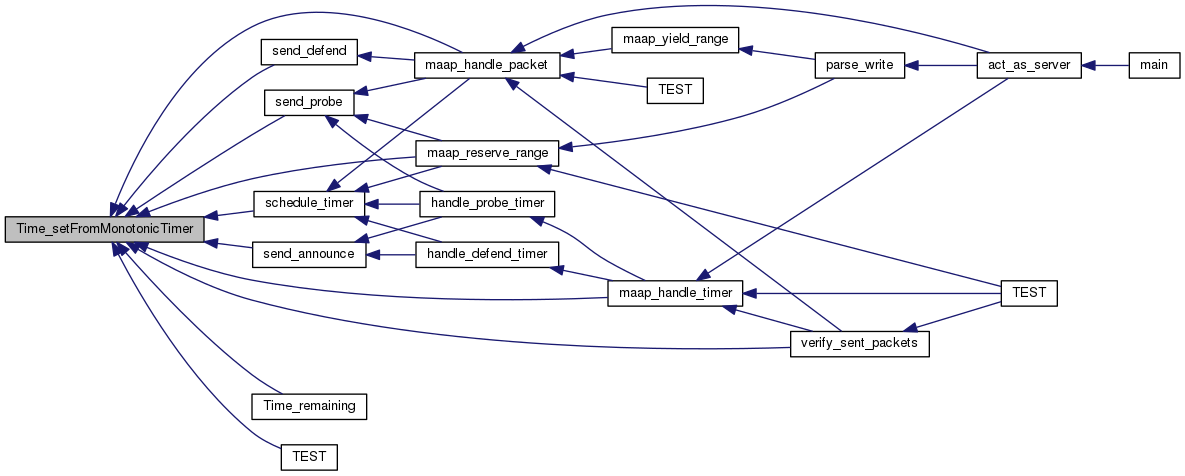 Time_setFromMonotonicTimer
send_defend
send_probe
schedule_timer
send_announce
Time_remaining
TEST
maap_handle_packet
maap_reserve_range
handle_probe_timer
handle_defend_timer
maap_yield_range
TEST
maap_handle_timer
parse_write
verify_sent_packets
act_as_server
TEST
main